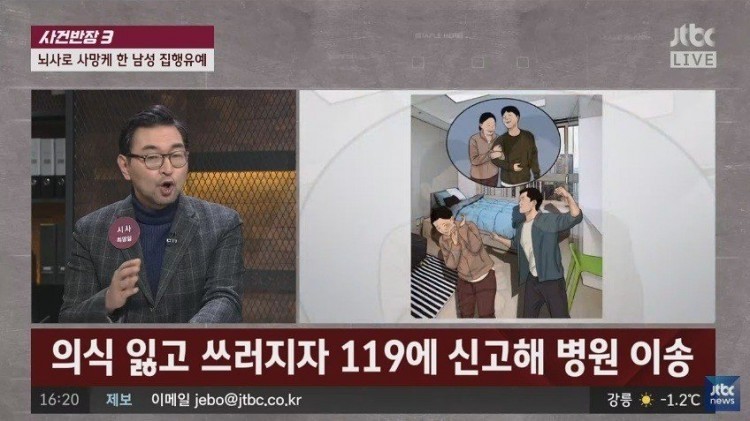 사건반장 3
뇌사로 사망케 한 남성 집행유예
jtbc
LIVE
시사
의식 잃고 쓰러지자 119에 신고해 병원 이송
16:20 제보 이메일 jebo@jtbc.co.kr 강릉 -1.2℃
jtbc
news